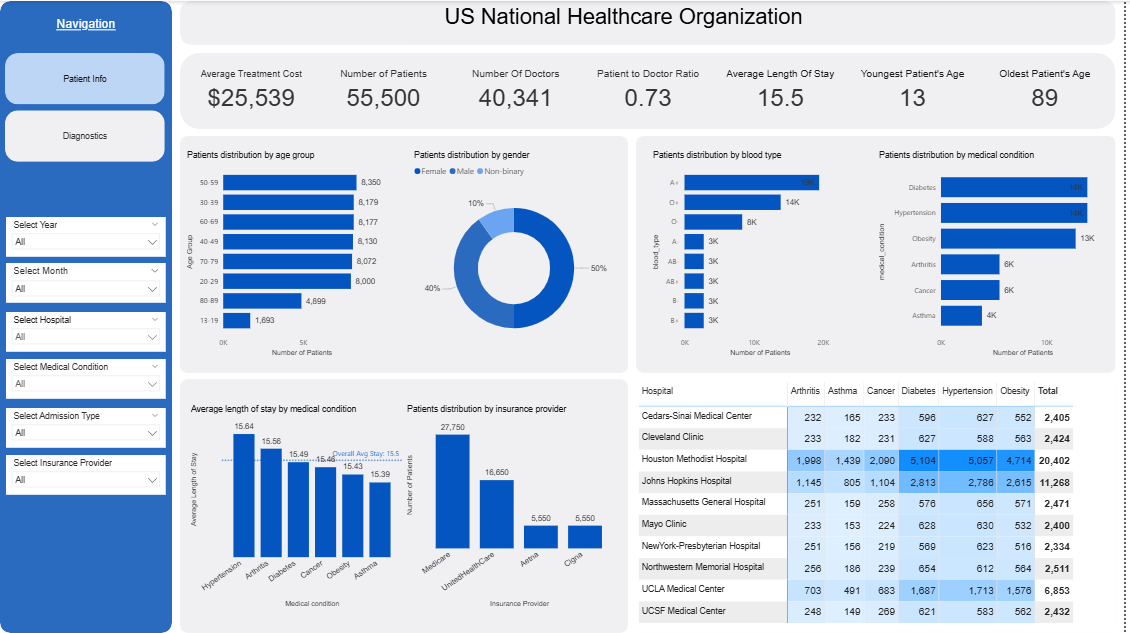 Navigation
Patient Info
Diagnostics
Select Year
All
Select Month
All
Select Hospital
All
Select Medical Condition
All
Select Admission Type
All
Select Insurance Provider
All
US National Healthcare Organization
Average Treatment Cost
$25,539
Number of Patients
55,500
Number Of Doctors
40,341
Patient to Doctor Ratio
0.73
Average Length Of Stay
15.5
Youngest Patient's Age
13
Oldest Patient's Age
89
Patients distribution by age group
Age Group
50-59 8,350
30-39 8,179
60-69 8,177
40-49 8,130
70-79 8,072
20-29 8,000
80-89 4,899
13-19 1,693
0K 5K
Number of Patients
Patients distribution by gender
Female Male Non-binary
10%
50%
40%
Patients distribution by blood type
blood_type
A+
O+ 14K
O- 8K
A- 3K
AB- 3K
AB+ 3K
B- 3K
B+ 3K
0K 10K 20K
Number of Patients
Patients distribution by medical condition
medical_condition
Diabetes
Hypertension
Obesity 13K
Arthritis 6K
Cancer 6K
Asthma 4K
0K 10K
Number of Patients
Average length of stay by medical condition
Average Length of Stay
15.64 15.56 15.49 15.46 15.43 15.39
Overall Avg Stay: 15.5
Hypertension Arthritis Diabetes Cancer Obesity Asthma
Medical condition
Patients distribution by insurance provider
Number of Patients
27,750 16,650 5,550 5,550
Medicare UnitedHealthCare Aetna Cigna
Insurance Provider
Hospital Arthritis Asthma Cancer Diabetes Hypertension Obesity Total
Cedars-Sinai Medical Center 232 165 233 596 627 552 2,405
Cleveland Clinic 233 182 231 627 588 563 2,424
Houston Methodist Hospital 1,998 1,439 2,090 5,104 5,057 4,714 20,402
Johns Hopkins Hospital 1,145 805 1,104 2,813 2,786 2,615 11,268
Massachusetts General Hospital 251 159 258 576 656 571 2,471
Mayo Clinic 233 153 224 628 630 532 2,400
NewYork-Presbyterian Hospital 251 156 219 569 623 516 2,334
Northwestern Memorial Hospital 256 186 239 654 612 564 2,511
UCLA Medical Center 703 491 683 1,687 1,713 1,576 6,853
UCSF Medical Center 248 149 269 621 583 562 2,432